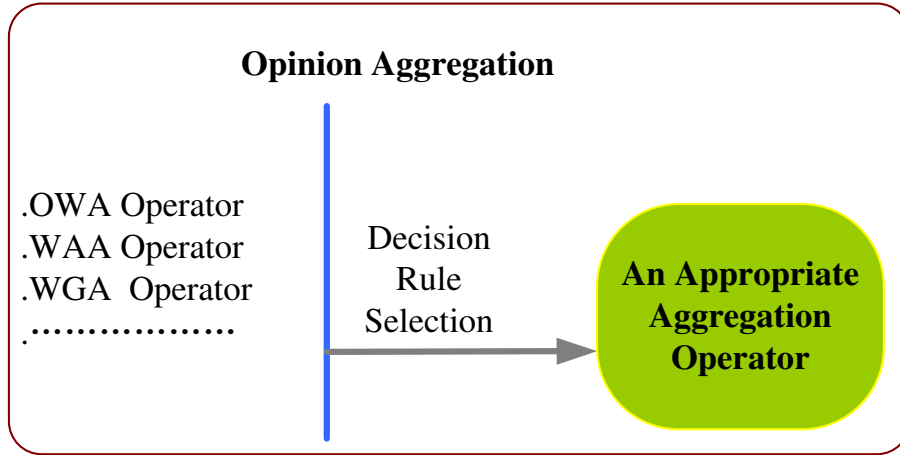 Opinion Aggregation
.OWA Operator
.WAA Operator
.WGA  Operator
.………………
Decision
Rule
Selection
An Appropriate
Aggregation
Operator